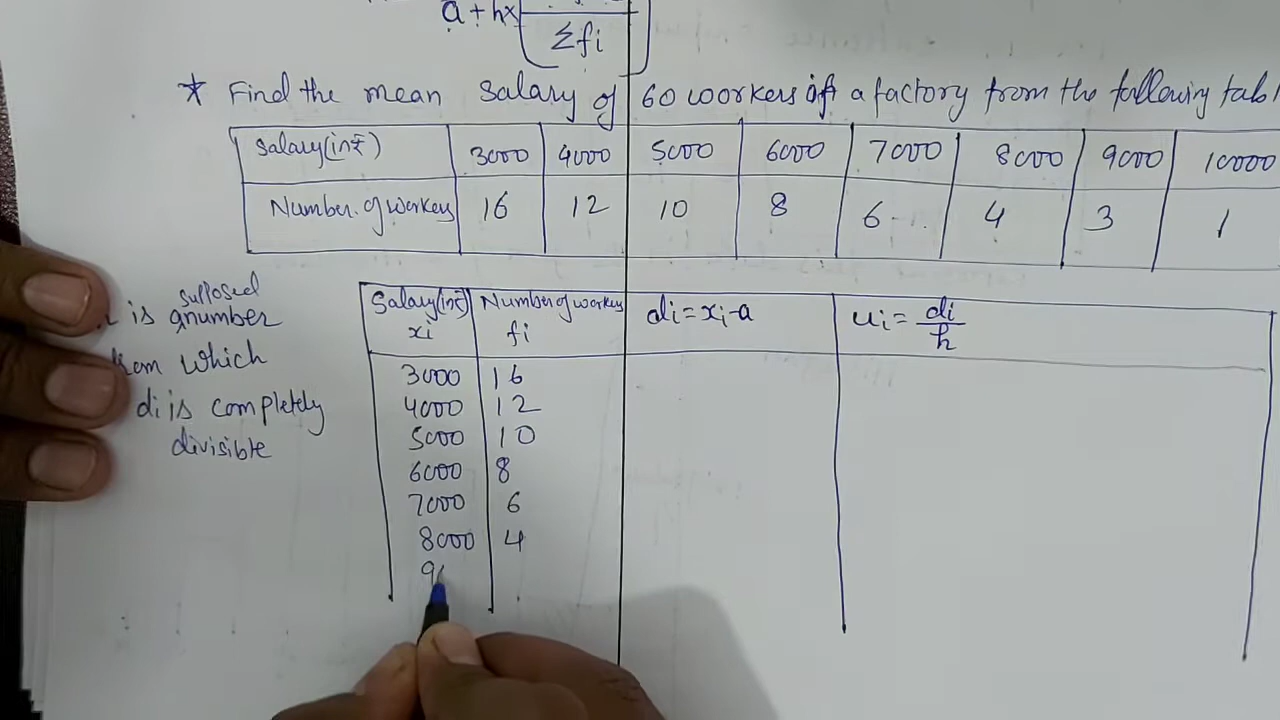 a + hx
Σfi
* Find the mean salary of 60 workers of a factory from the following
Salary(in₹) 3000 4000 5000 6000 7000 8000 9000 10000
Number of workers 16 12 10 8 6 4 3 1
is supposed
a number
which
di is completely
divisible
Salary(in₹) xi Number of workers fi di = xi-a ui = di/h
3000 16
4000 12
5000 10
6000 8
7000 6
8000 4
9